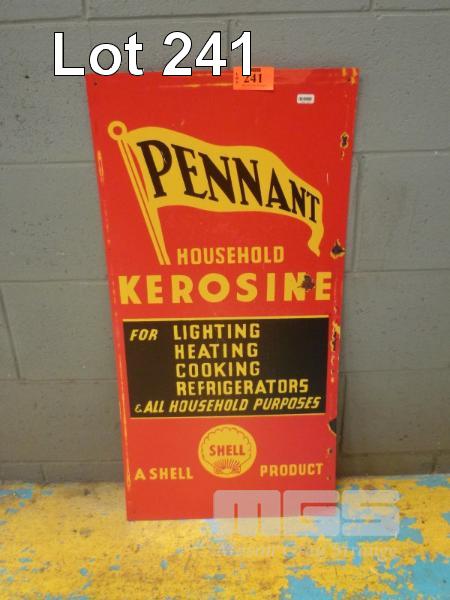 Lot 241
241
PENNANT
HOUSEHOLD
KEROSINE
FOR LIGHTING
HEATING
COOKING
REFRIGERATORS
& ALL HOUSEHOLD PURPOSES
SHELL
A SHELL PRODUCT
MGS